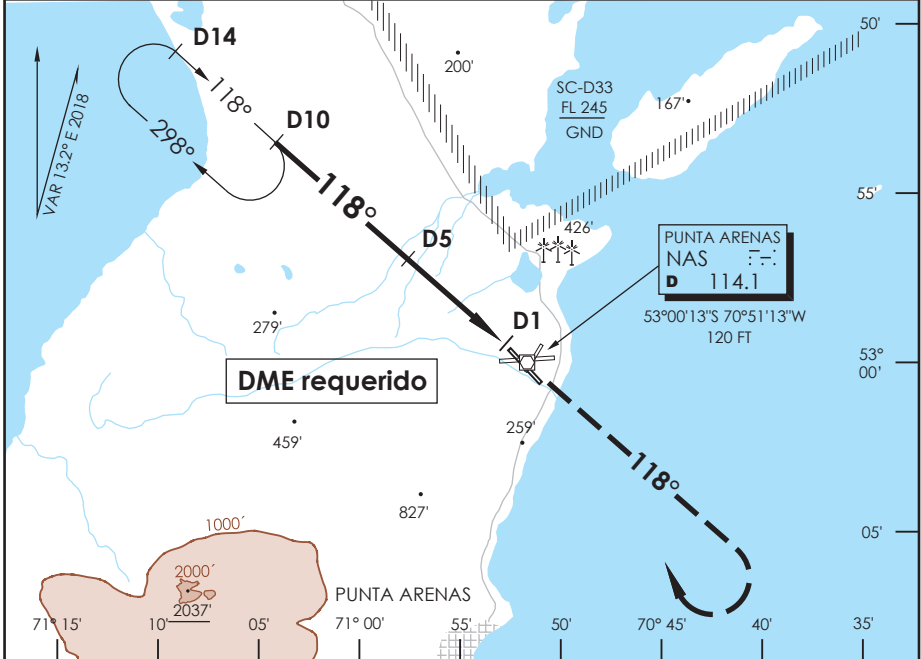 50'
D14
200'
118°
SC-D33
FL 245
GND
167'
VAR 13.2° E 2018
D10
298°
55'
118°
426'
D5
PUNTA ARENAS
NAS
D 114.1
53°00'13"S 70°51'13"W
120 FT
279'
D1
53°
00'
DME requerido
459'
259'
118°
827'
1000´
05'
2000´
2037'
PUNTA ARENAS
71° 15' 10' 05' 71° 00' 55' 50' 70° 45' 40' 35'